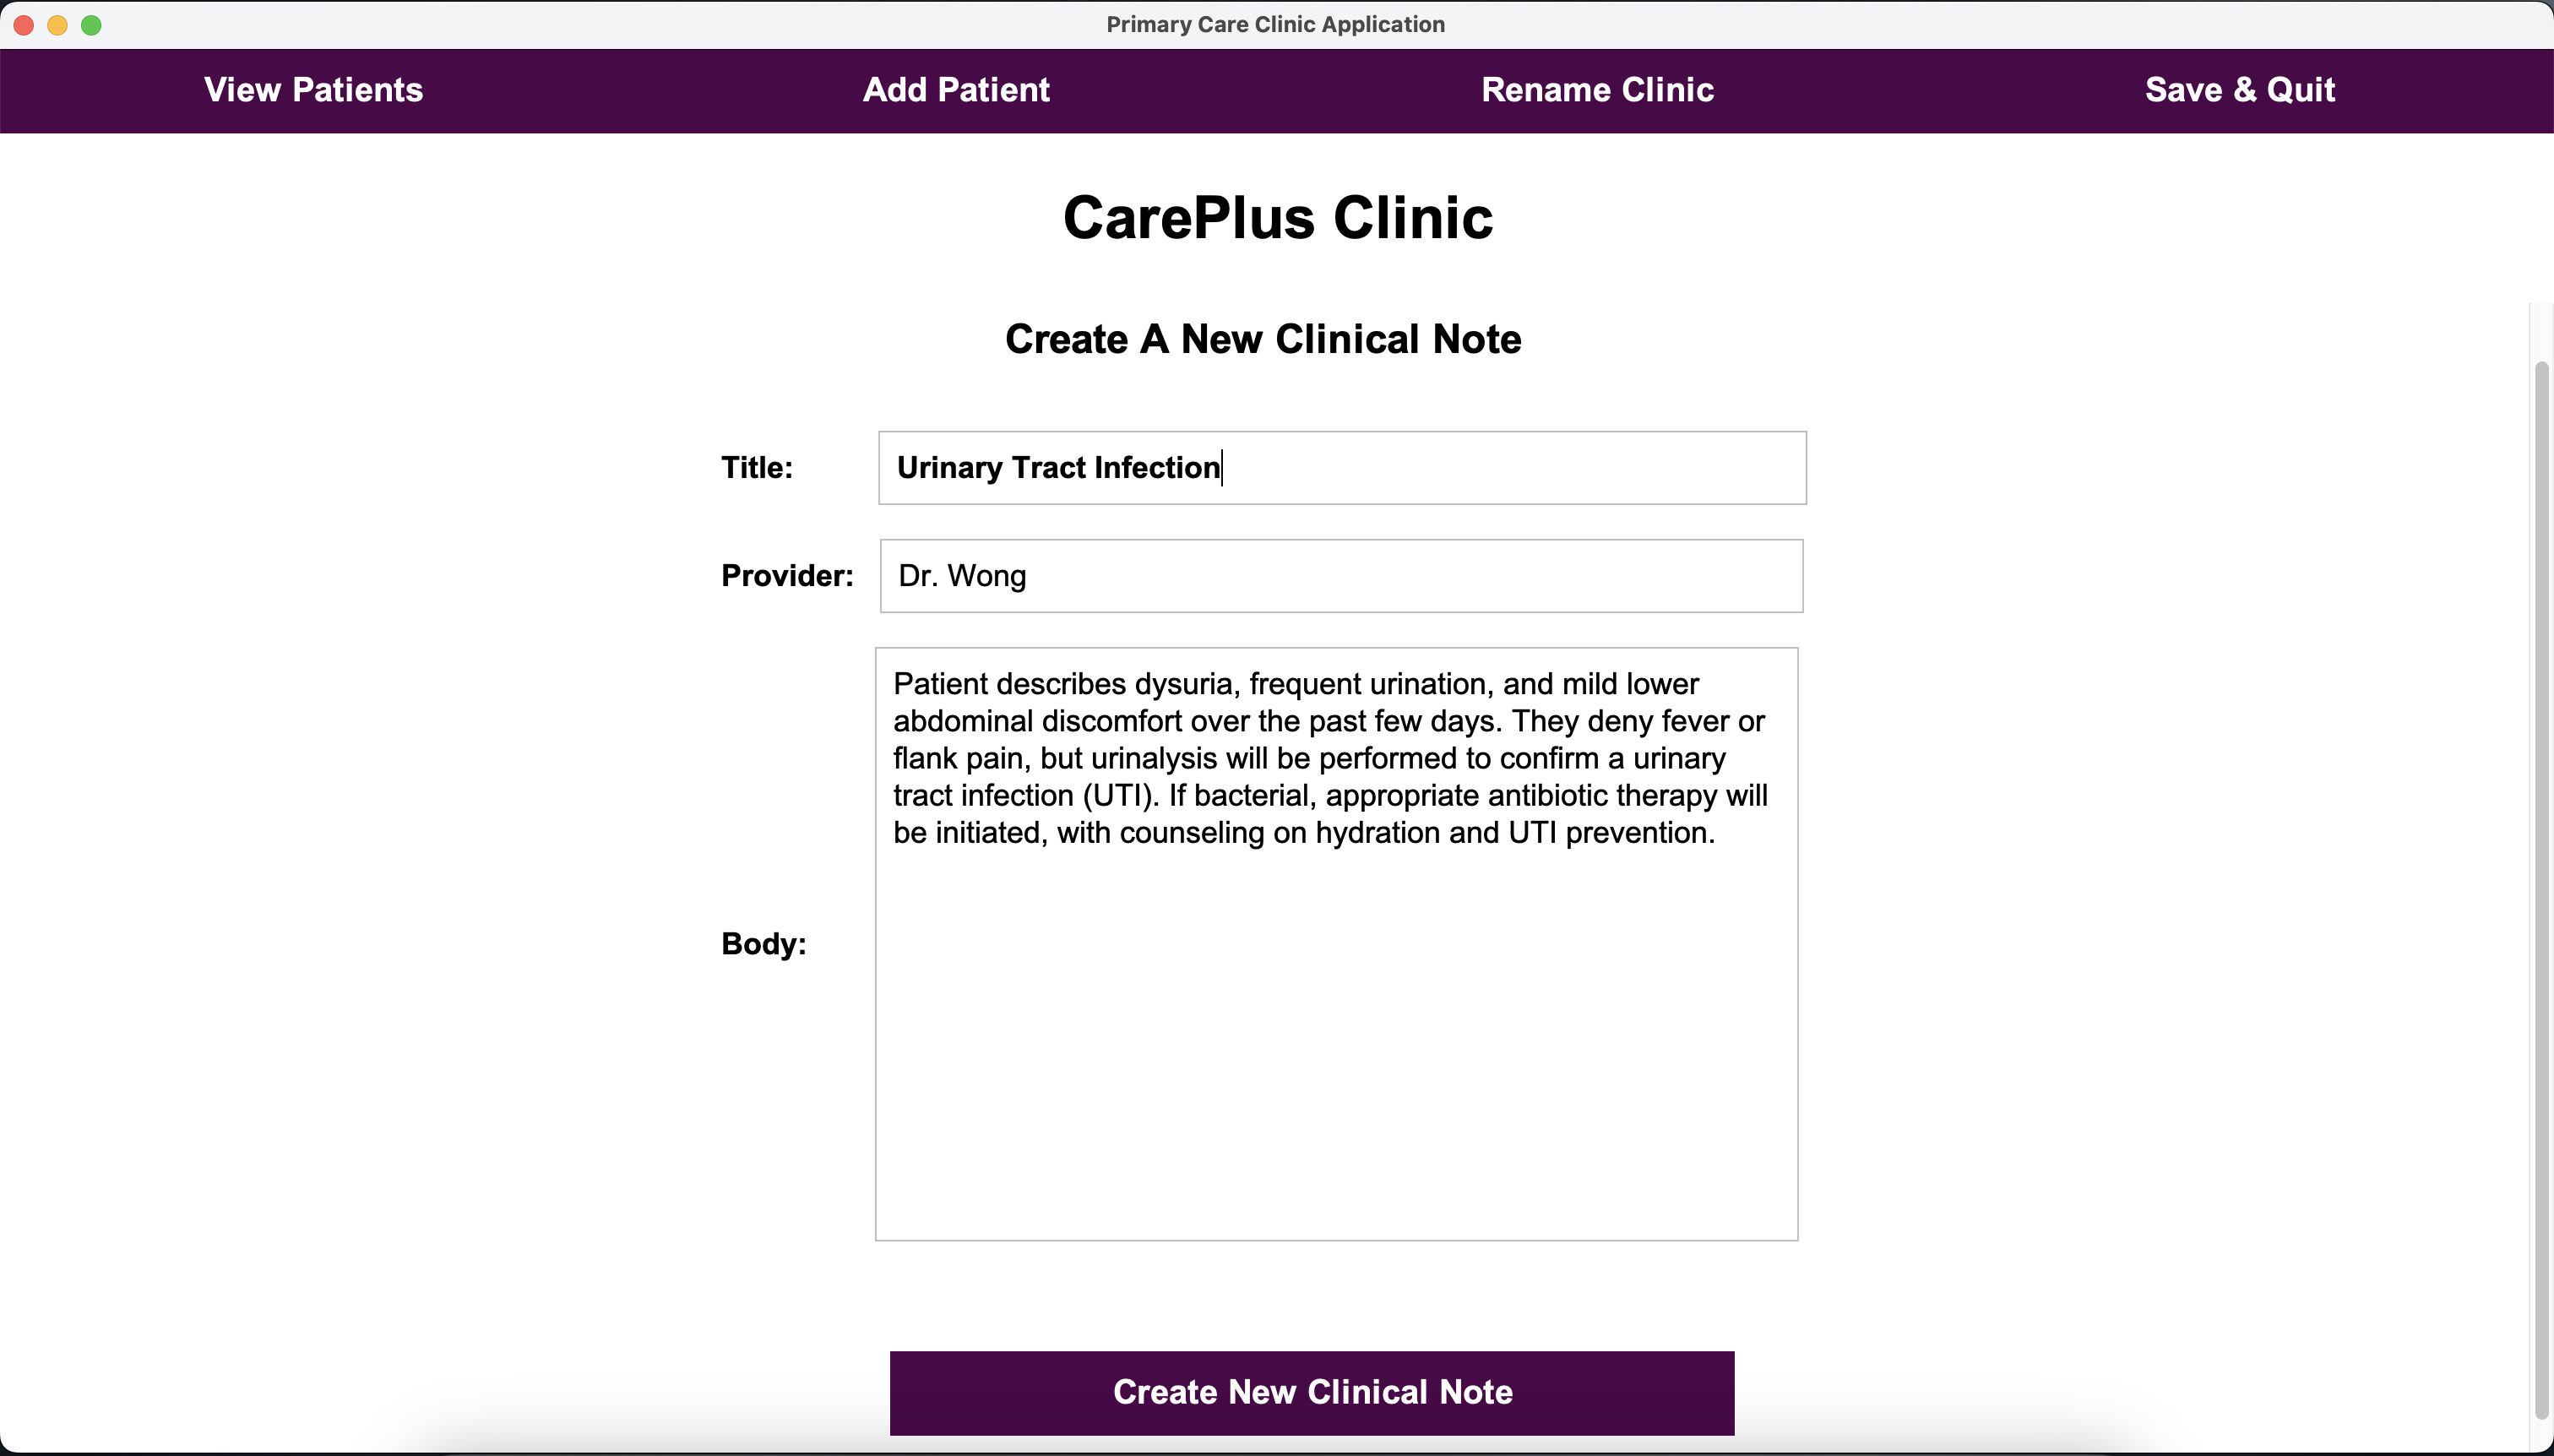 Primary Care Clinic Application
View Patients
Add Patient
Rename Clinic
Save & Quit
CarePlus Clinic
Create A New Clinical Note
Title:
Urinary Tract Infection
Provider:
Dr. Wong
Patient describes dysuria, frequent urination, and mild lower
abdominal discomfort over the past few days. They deny fever or
flank pain, but urinalysis will be performed to confirm a urinary
tract infection (UTI). If bacterial, appropriate antibiotic therapy will
be initiated, with counseling on hydration and UTI prevention.
Body:
Create New Clinical Note